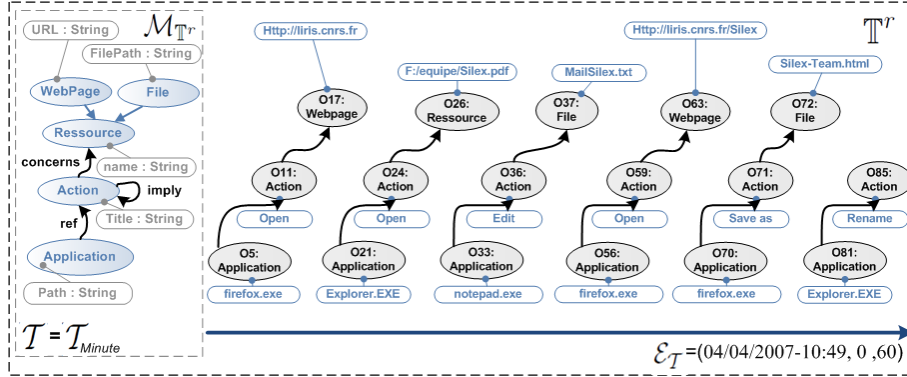 URL : String
FilePath : String
WebPage
File
Ressource
concerns
name : String
Action
imply
Title : String
ref
Application
Path : String
𝒯 = 𝒯Minute
ℳ𝕋r
𝕋r
Http://liris.cnrs.fr
O17:
Webpage
O11:
Action
Open
O5:
Application
firefox.exe
F:/equipe/Silex.pdf
O26:
Ressource
O24:
Action
Open
O21:
Application
Explorer.EXE
MailSilex.txt
O37:
File
O36:
Action
Edit
O33:
Application
notepad.exe
Http://liris.cnrs.fr/Silex
O63:
Webpage
O59:
Action
Open
O56:
Application
firefox.exe
Silex-Team.html
O72:
File
O71:
Action
Save as
O70:
Application
firefox.exe
O85:
Action
Rename
O81:
Application
Explorer.EXE
ℰ𝒯=(04/04/2007-10:49, 0 ,60)